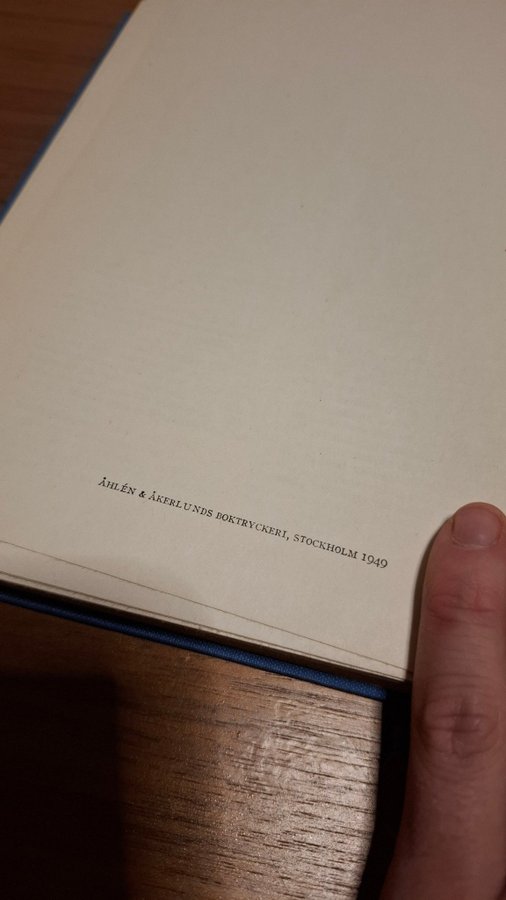 ÅHLÉN & ÅKERLUNDS BOKTRYCKERI, STOCKHOLM 1949